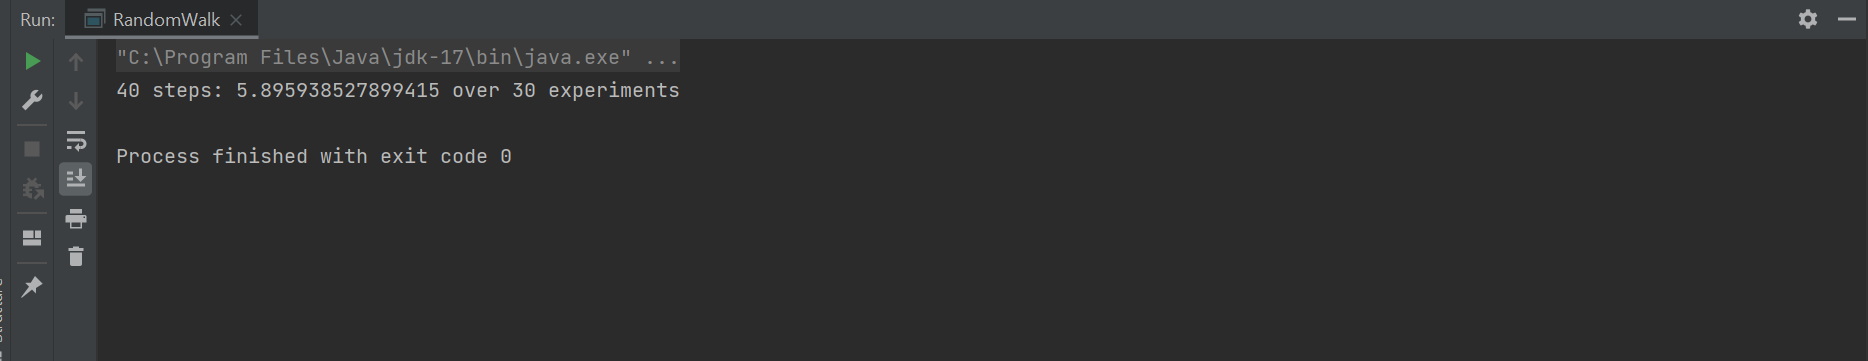 Run: RandomWalk
"C:\Program Files\Java\jdk-17\bin\java.exe" ...
40 steps: 5.895938527899415 over 30 experiments
Process finished with exit code 0